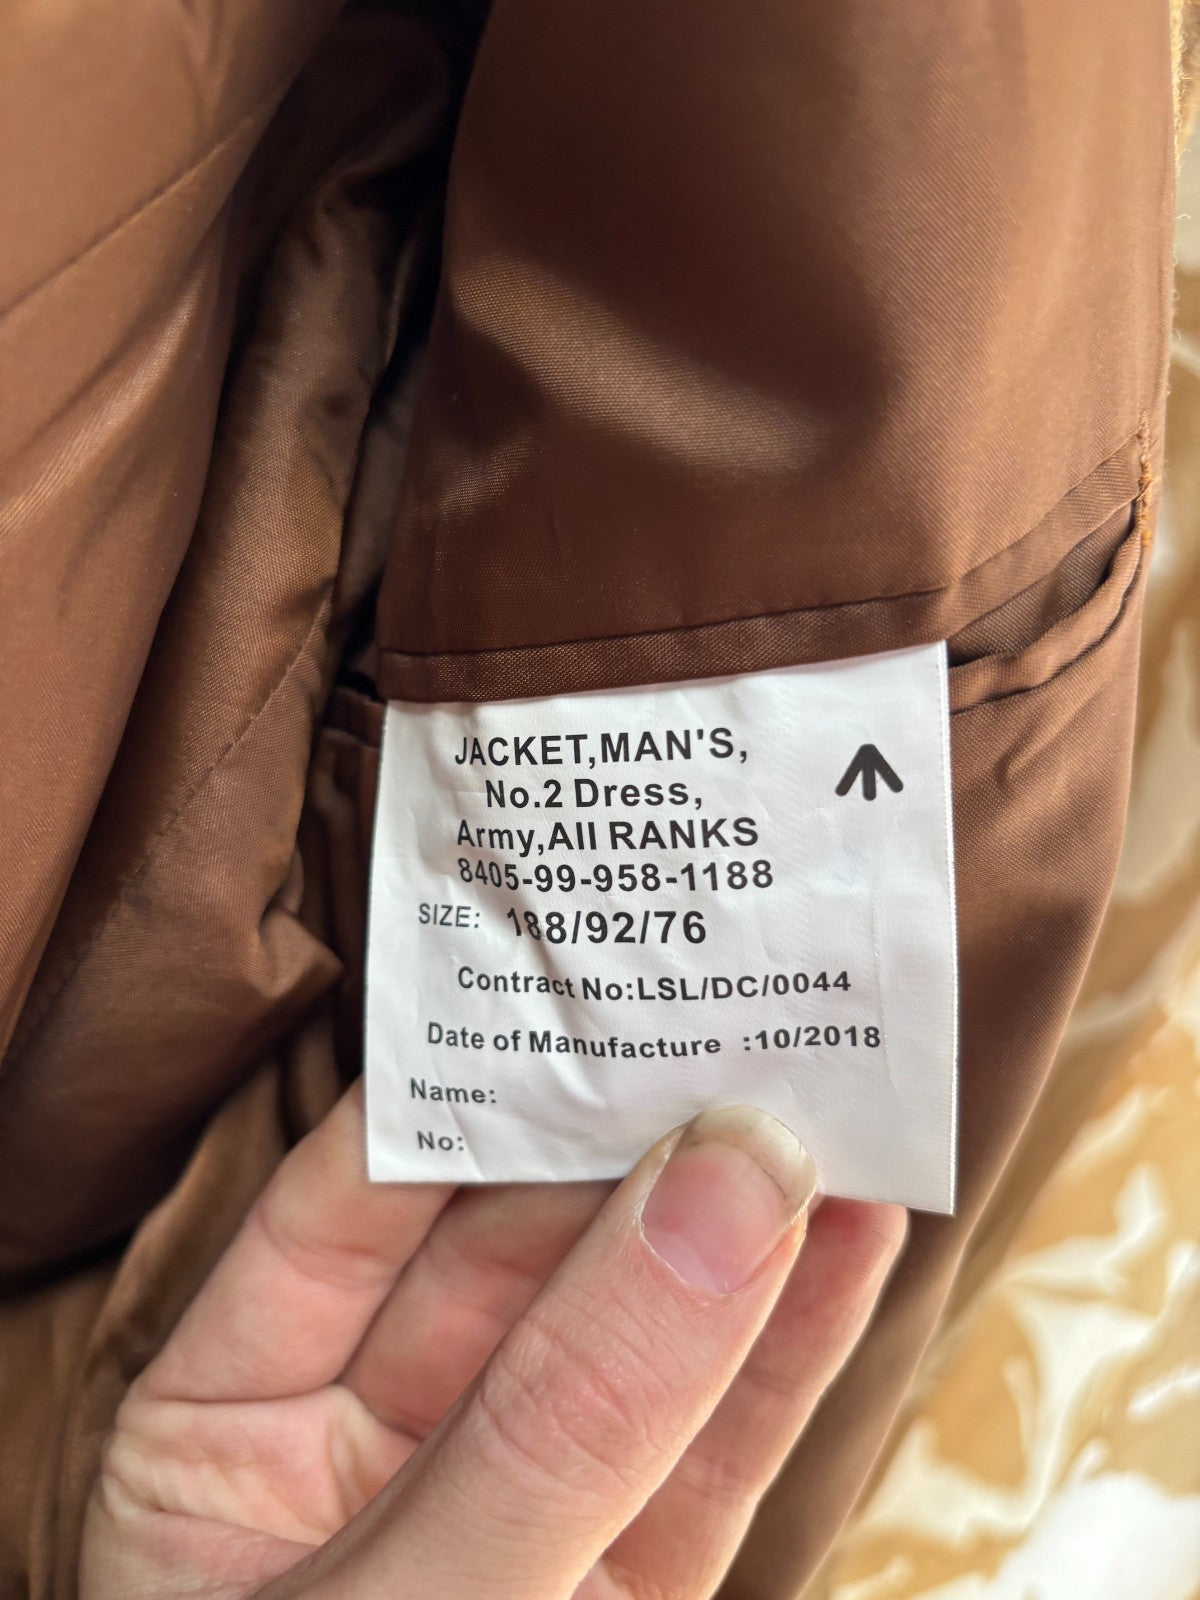 JACKET,MAN'S,
No.2 Dress,
Army,All RANKS
8405-99-958-1188
SIZE: 188/92/76
Contract No:LSL/DC/0044
Date of Manufacture :10/2018
Name:
No: